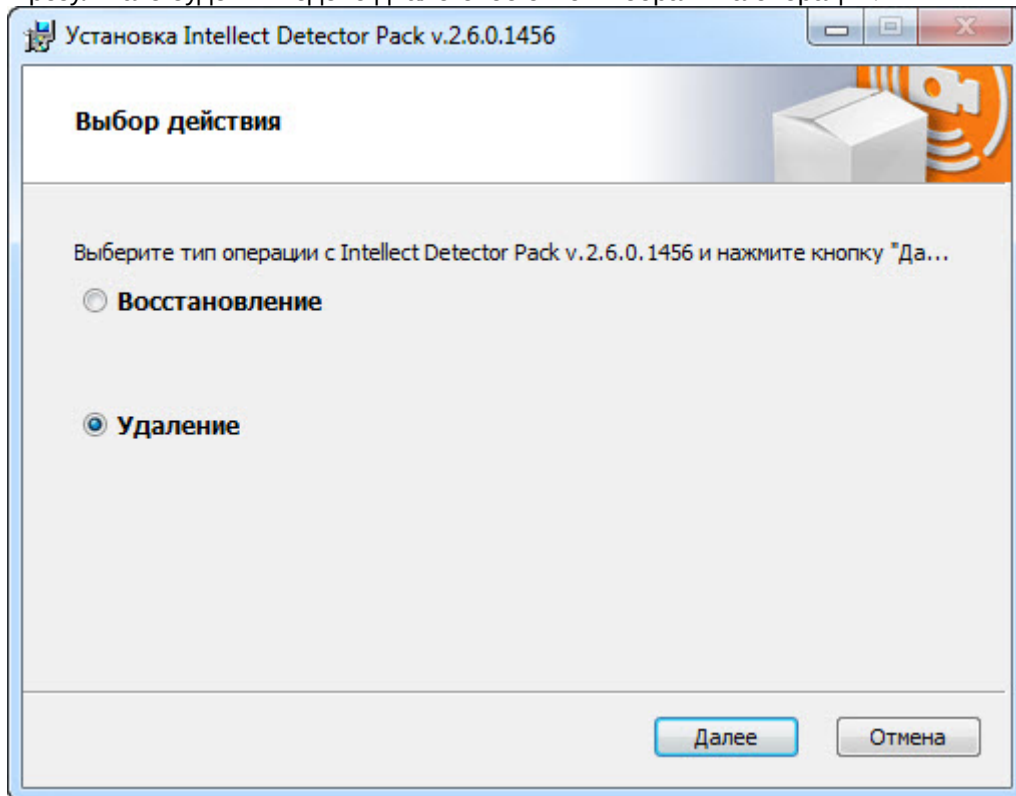 Установка Intellect Detector Pack v.2.6.0.1456
Выбор действия
Выберите тип операции с Intellect Detector Pack v.2.6.0.1456 и нажмите кнопку "Да...
Восстановление
Удаление
Далее
Отмена